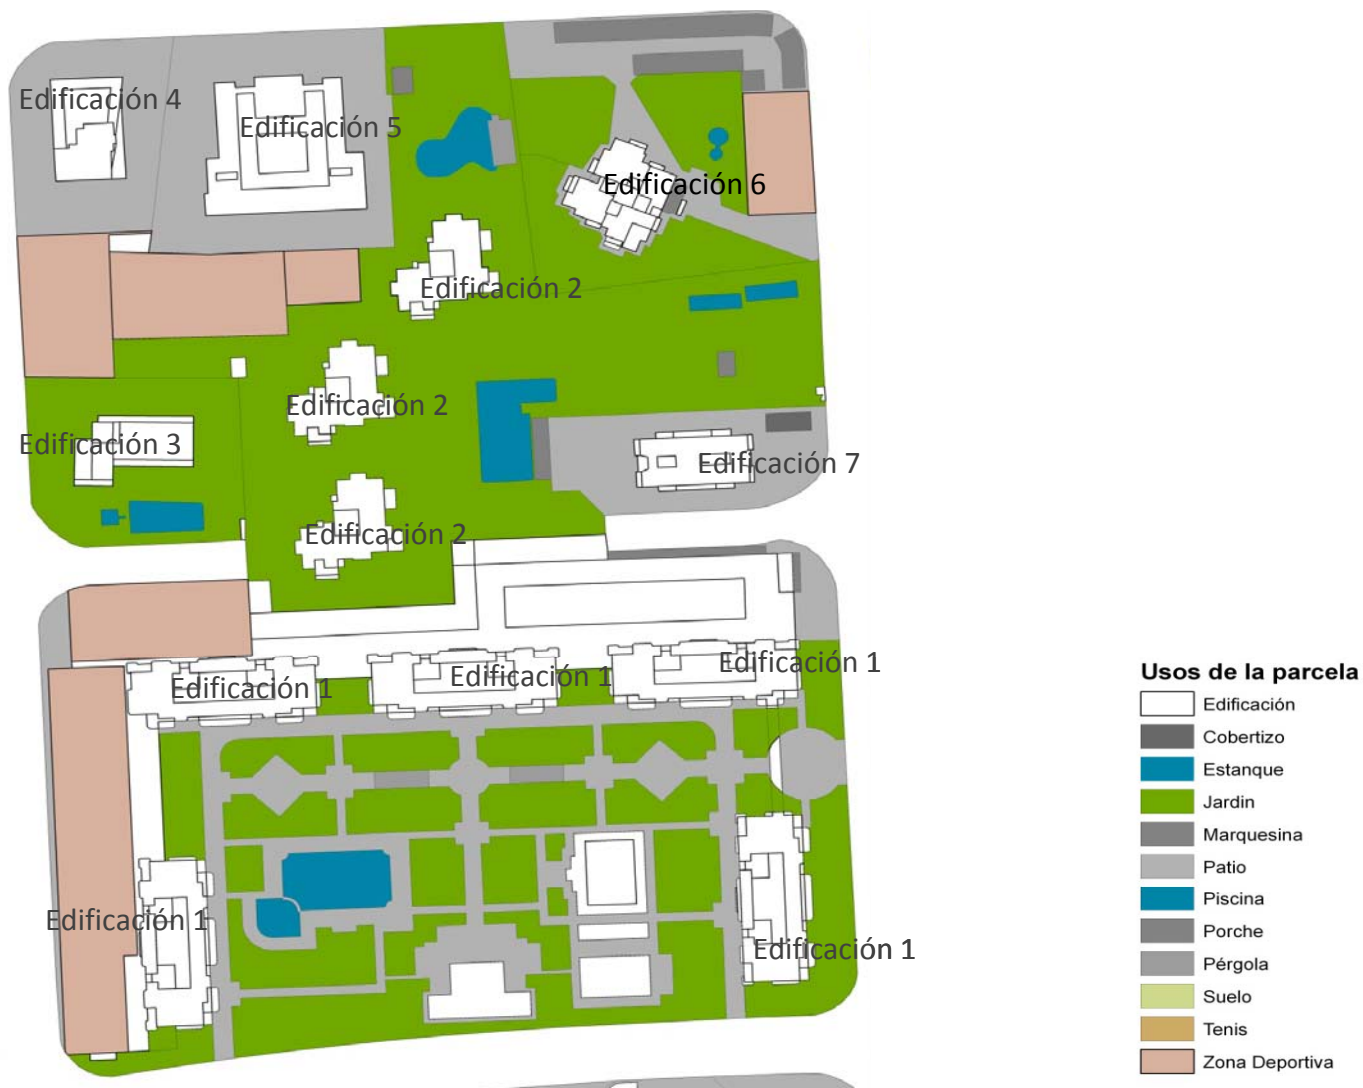 Edificación 4
Edificación 5
Edificación 6
Edificación 2
Edificación 2
Edificación 3
Edificación 7
Edificación 2
Edificación 1
Edificación 1
Edificación 1
Edificación 1
Edificación 1
Usos de la parcela
Edificación
Cobertizo
Estanque
Jardin
Marquesina
Patio
Piscina
Porche
Pérgola
Suelo
Tenis
Zona Deportiva